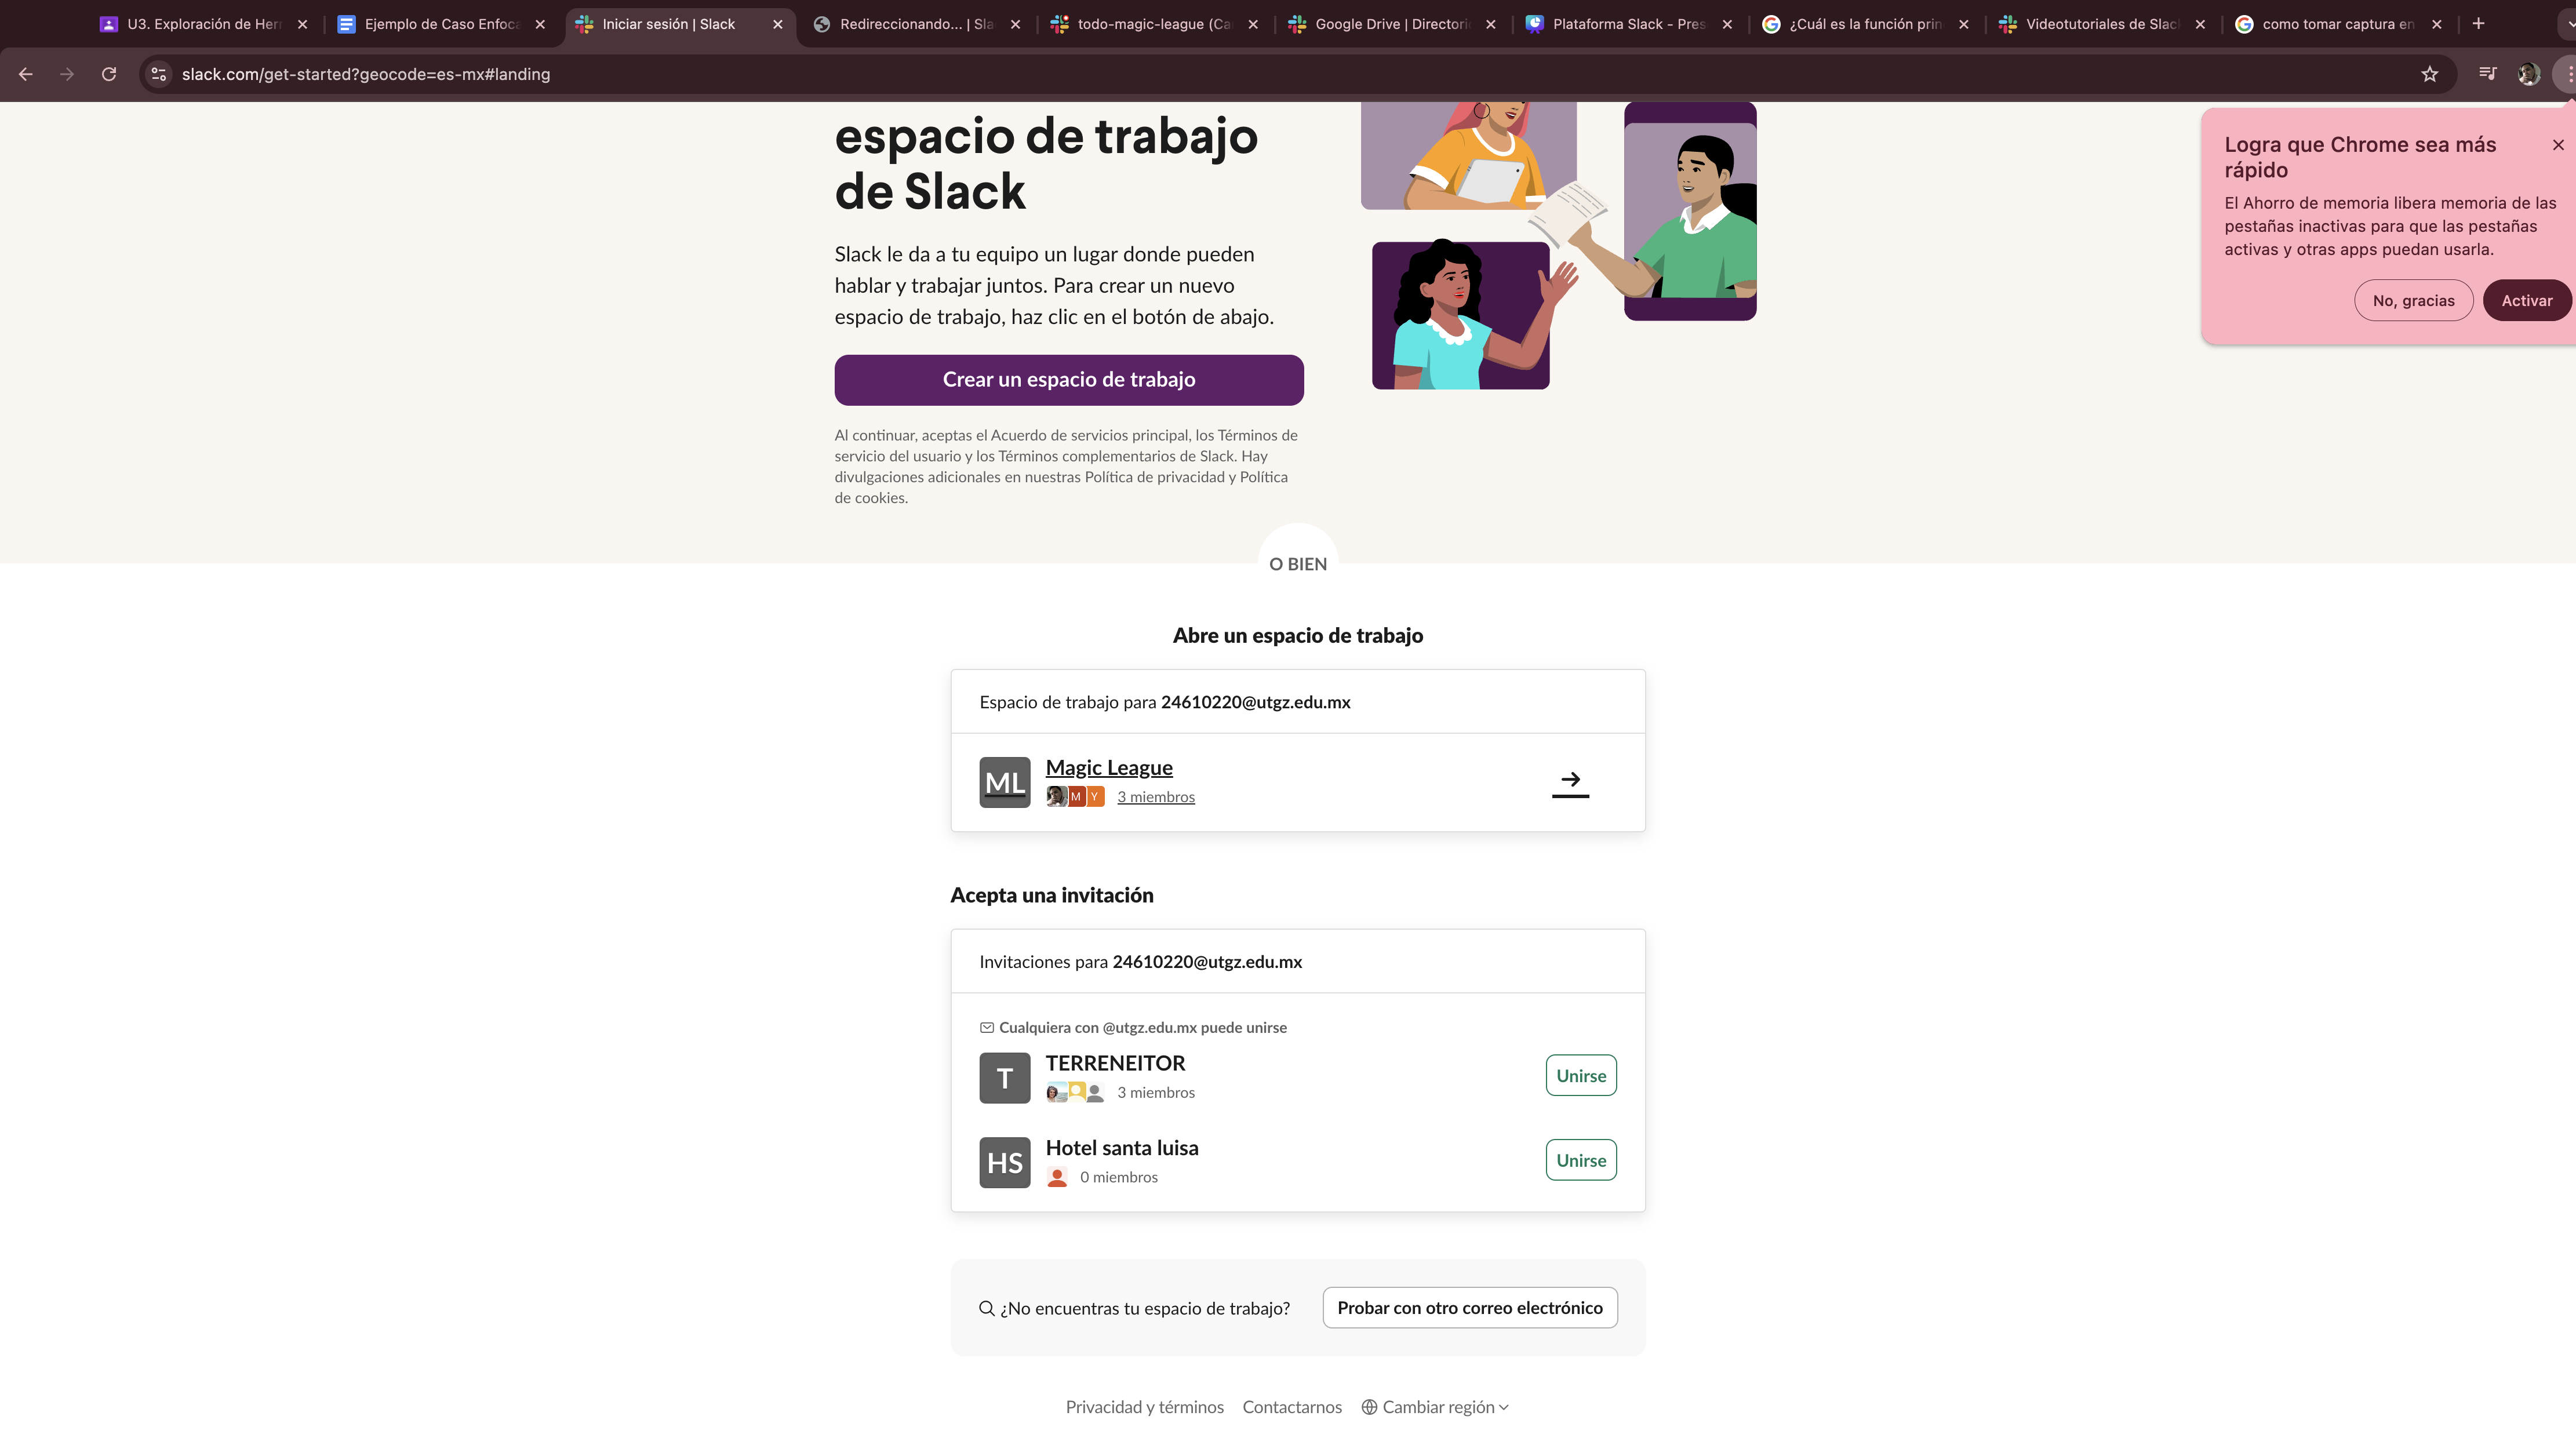 U3. Exploración de Her
Ejemplo de Caso Enfoca
Iniciar sesión | Slack
Redireccionando... | Sla
todo-magic-league (Ca
Google Drive | Directori
Plataforma Slack - Pres
¿Cuál es la función prin
Videotutoriales de Slac
como tomar captura en
slack.com/get-started?geocode=es-mx#landing
espacio de trabajo
de Slack
Slack le da a tu equipo un lugar donde pueden
hablar y trabajar juntos. Para crear un nuevo
espacio de trabajo, haz clic en el botón de abajo.
Crear un espacio de trabajo
Al continuar, aceptas el Acuerdo de servicios principal, los Términos de
servicio del usuario y los Términos complementarios de Slack. Hay
divulgaciones adicionales en nuestras Política de privacidad y Política
de cookies.
Logra que Chrome sea más
rápido
El Ahorro de memoria libera memoria de las
pestañas inactivas para que las pestañas
activas y otras apps puedan usarla.
No, gracias
Activar
O BIEN
Abre un espacio de trabajo
Espacio de trabajo para 24610220@utgz.edu.mx
ML
Magic League
M Y 3 miembros
Acepta una invitación
Invitaciones para 24610220@utgz.edu.mx
Cualquiera con @utgz.edu.mx puede unirse
T
TERRENEITOR
3 miembros
Unirse
HS
Hotel santa luisa
0 miembros
Unirse
¿No encuentras tu espacio de trabajo?
Probar con otro correo electrónico
Privacidad y términos
Contactarnos
Cambiar región